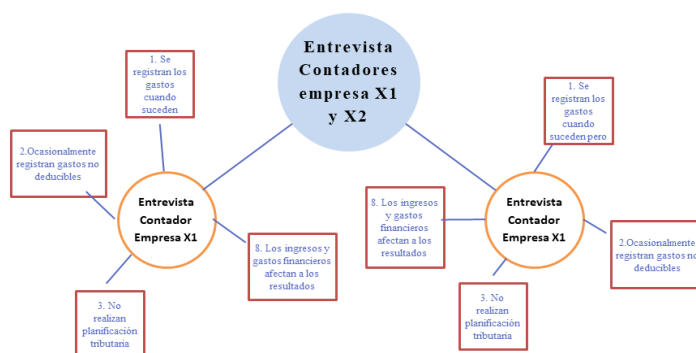 Entrevista
Contadores
empresa X1
y X2
1. Se
registran los
gastos
cuando
suceden
2.Ocasionalmente
registran gastos no
deducibles
Entrevista
Contador
Empresa X1
8. Los ingresos y
gastos financieros
afectan a los
resultados
3. No
realizan
planificación
tributaria
1. Se
registran los
gastos
cuando
suceden pero
8. Los ingresos
y gastos
financieros
afectan a los
resultados
Entrevista
Contador
Empresa X1
2.Ocasionalmente
registran gastos no
deducibles
3. No
realizan
planificación
tributaria